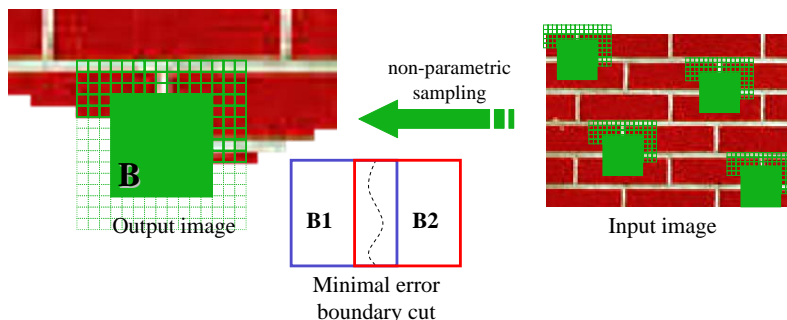 non-parametric
sampling
B
B1
B2
Output image
Input image
Minimal error
boundary cut